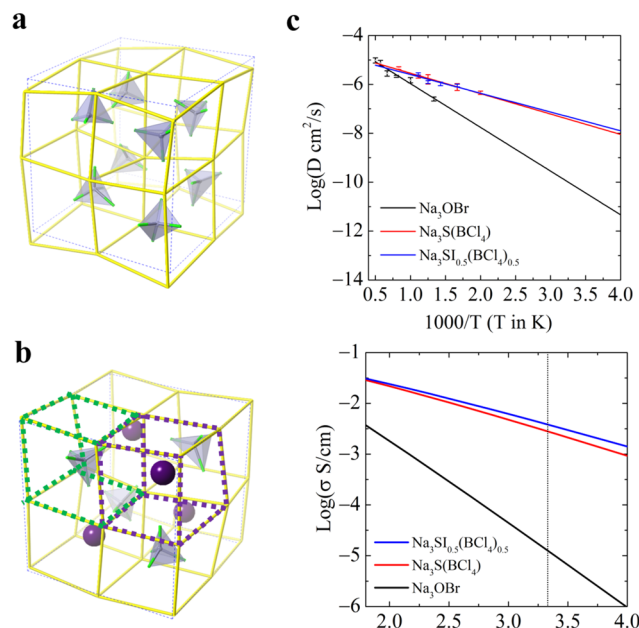 a
c
Log(D cm²/s)
-4
-6
-8
-10
-12
-14
Na₃OBr
Na₃S(BCl₄)
Na₃SI₀.₅(BCl₄)₀.₅
0.5 1.0 1.5 2.0 2.5 3.0 3.5 4.0
1000/T (T in K)
b
Log(σ S/cm)
-1
-2
-3
-4
-5
-6
Na₃SI₀.₅(BCl₄)₀.₅
Na₃S(BCl₄)
Na₃OBr
2.0 2.5 3.0 3.5 4.0